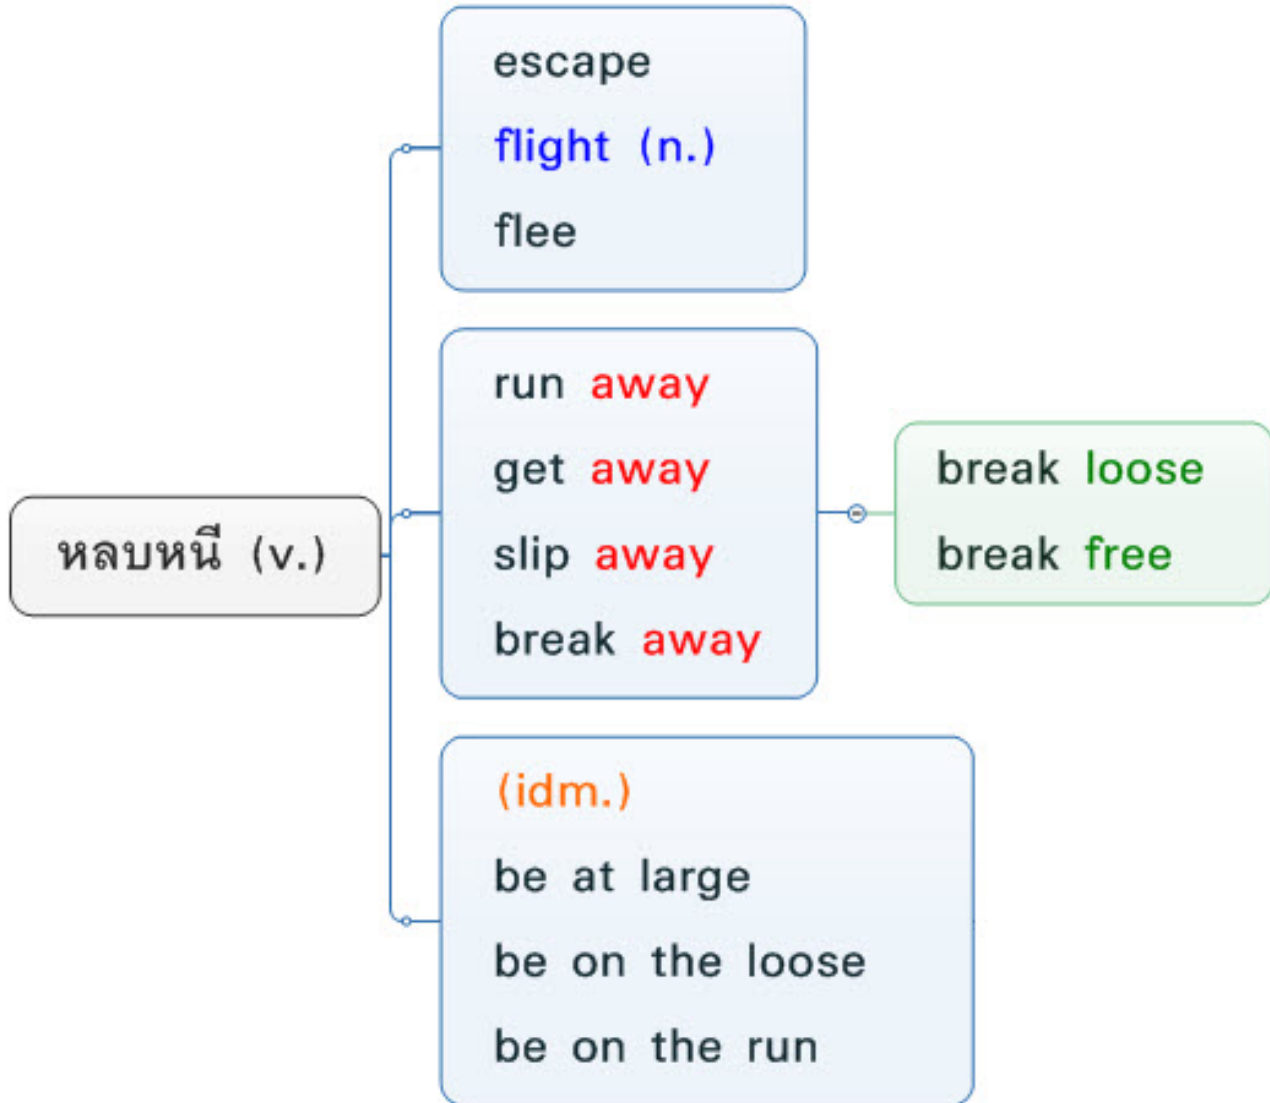 หลบหนี (v.)
escape
flight (n.)
flee
run away
get away
slip away
break away
break loose
break free
(idm.)
be at large
be on the loose
be on the run